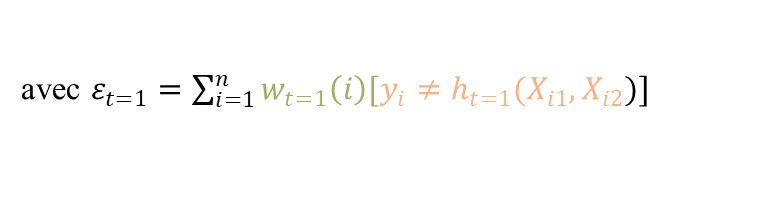 avec ε_{t=1} = ∑_{i=1}^{n} w_{t=1}(i)[y_i ≠ h_{t=1}(X_{i1}, X_{i2})]